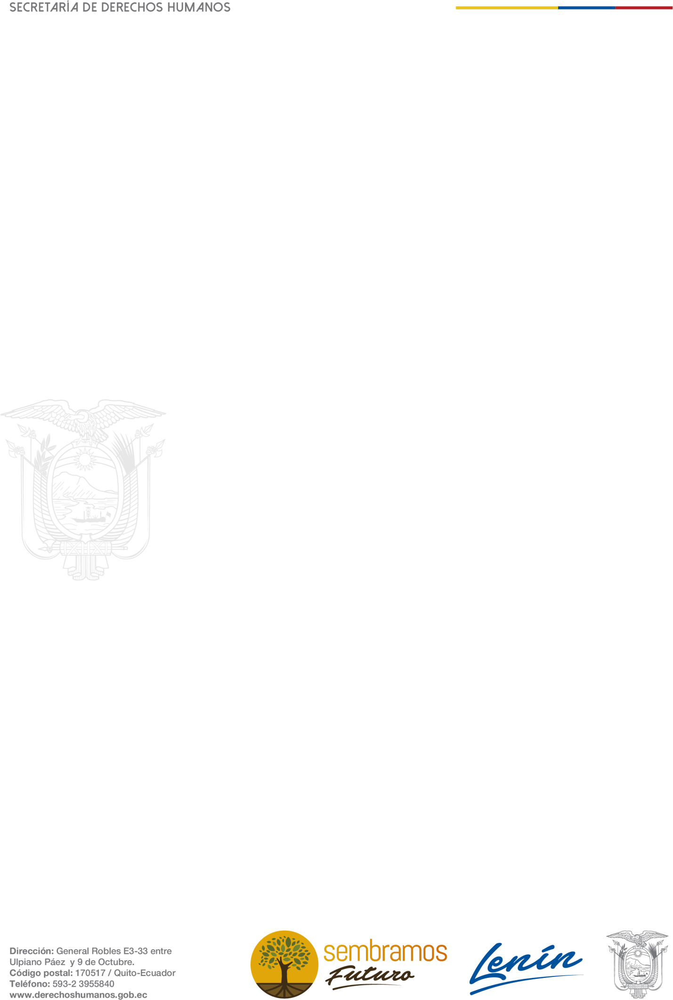 SECRETARÍA DE DERECHOS HUMANOS
Dirección: General Robles E3-33 entre
Ulpiano Páez y 9 de Octubre.
Código postal: 170517 / Quito-Ecuador
Teléfono: 593-2 3955840
www.derechoshumanos.gob.ec
sembramos
Futuro
Lenín